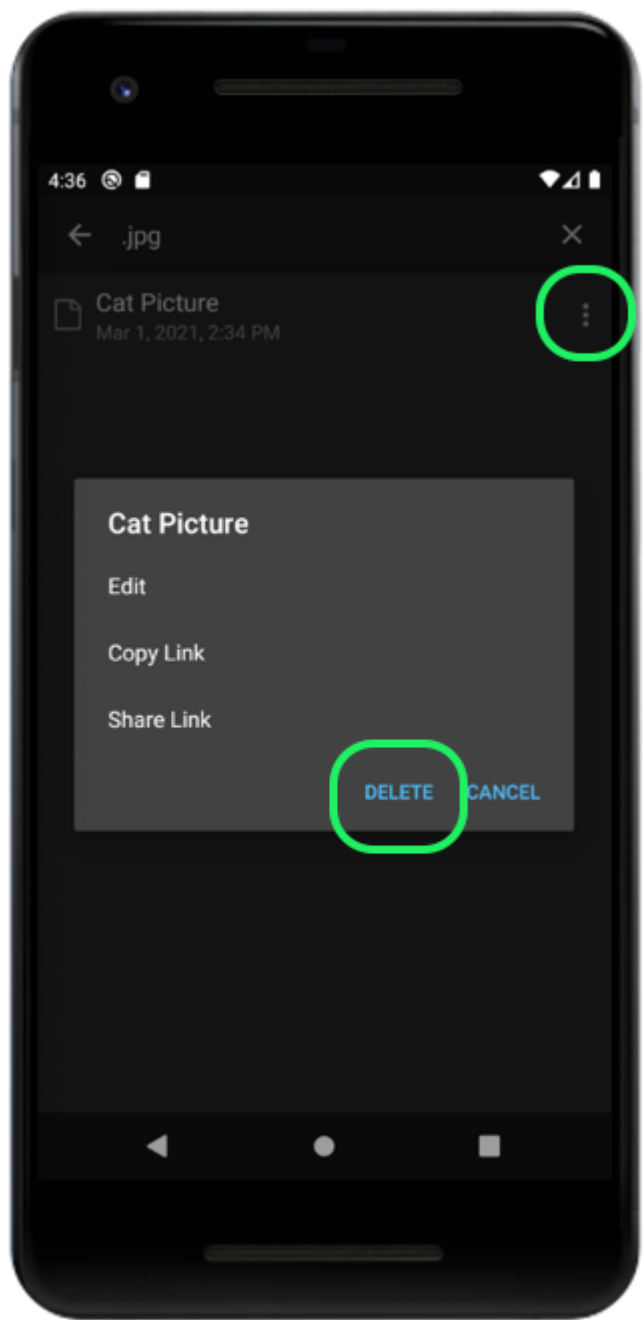 4:36
.jpg
Cat Picture
Mar 1, 2021, 2:34 PM
Cat Picture
Edit
Copy Link
Share Link
DELETE CANCEL